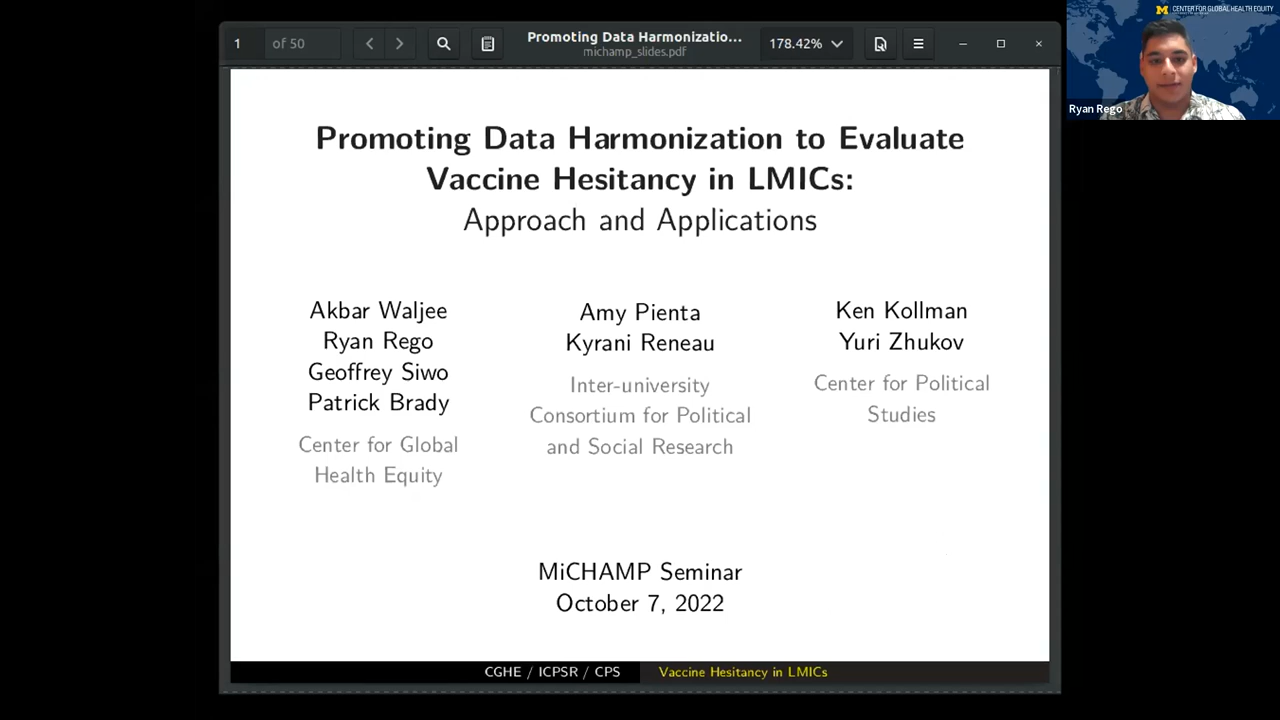 1
of 50
Promoting Data Harmonizatio...
michamp_slides.pdf
178.42%
CENTER FOR GLOBAL HEALTH EQUITY
Ryan Rego
Promoting Data Harmonization to Evaluate
Vaccine Hesitancy in LMICs:
Approach and Applications
Akbar Waljee
Ryan Rego
Geoffrey Siwo
Patrick Brady
Center for Global
Health Equity
Amy Pienta
Kyrani Reneau
Inter-university
Consortium for Political
and Social Research
Ken Kollman
Yuri Zhukov
Center for Political
Studies
MiCHAMP Seminar
October 7, 2022
CGHE / ICPSR / CPS
Vaccine Hesitancy in LMICs